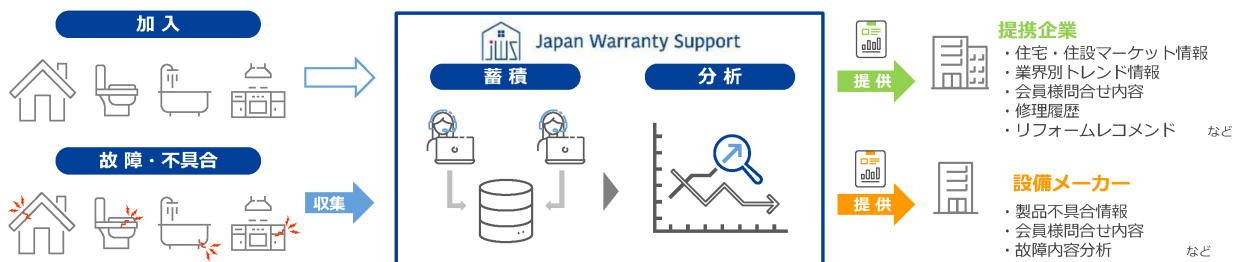 加入
故障・不具合
収集
jws Japan Warranty Support
蓄積
分析
提供
提携企業
・住宅・住設マーケット情報
・業界別トレンド情報
・会員様問合せ内容
・修理履歴
・リフォームレコメンド など
提供
設備メーカー
・製品不具合情報
・会員様問合せ内容
・故障内容分析 など